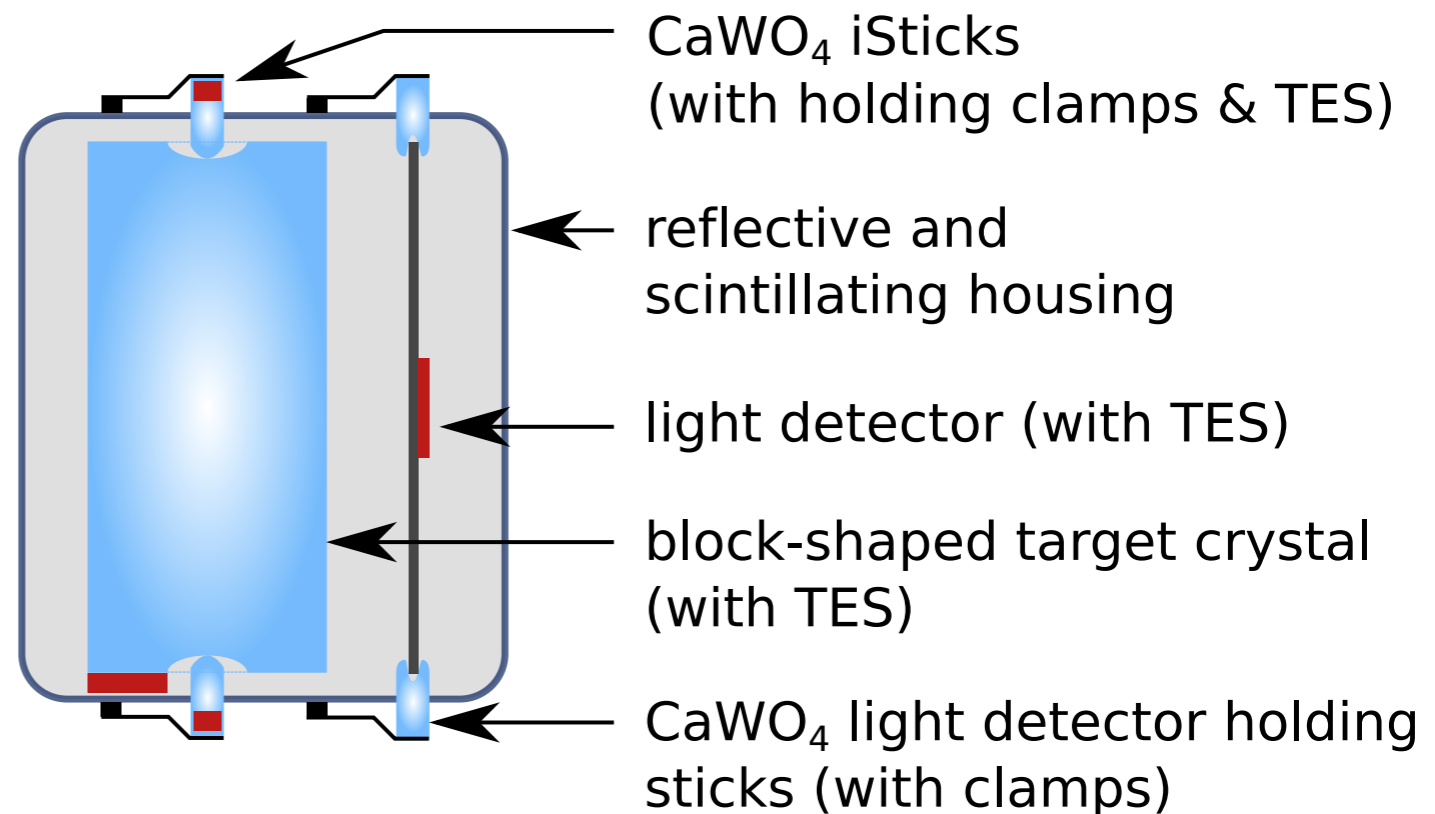 CaWO₄ iSticks
(with holding clamps & TES)
reflective and
scintillating housing
light detector (with TES)
block-shaped target crystal
(with TES)
CaWO₄ light detector holding
sticks (with clamps)